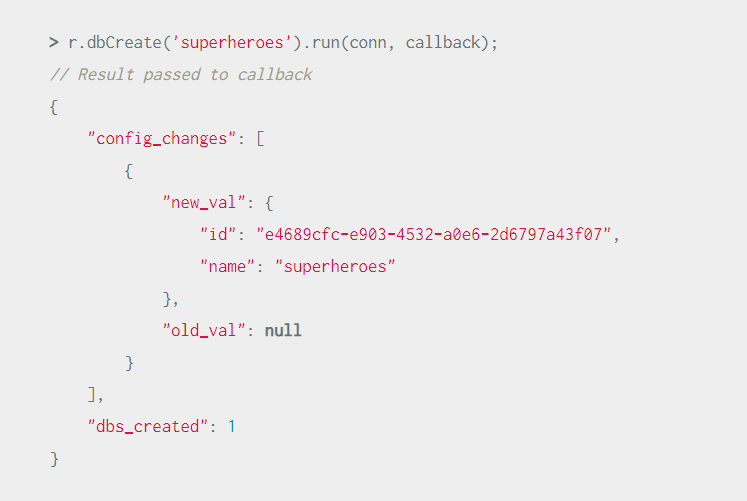 > r.dbCreate('superheroes').run(conn, callback);
// Result passed to callback
{
    "config_changes": [
        {
            "new_val": {
                "id": "e4689cfc-e903-4532-a0e6-2d6797a43f07",
                "name": "superheroes"
            },
            "old_val": null
        }
    ],
    "dbs_created": 1
}